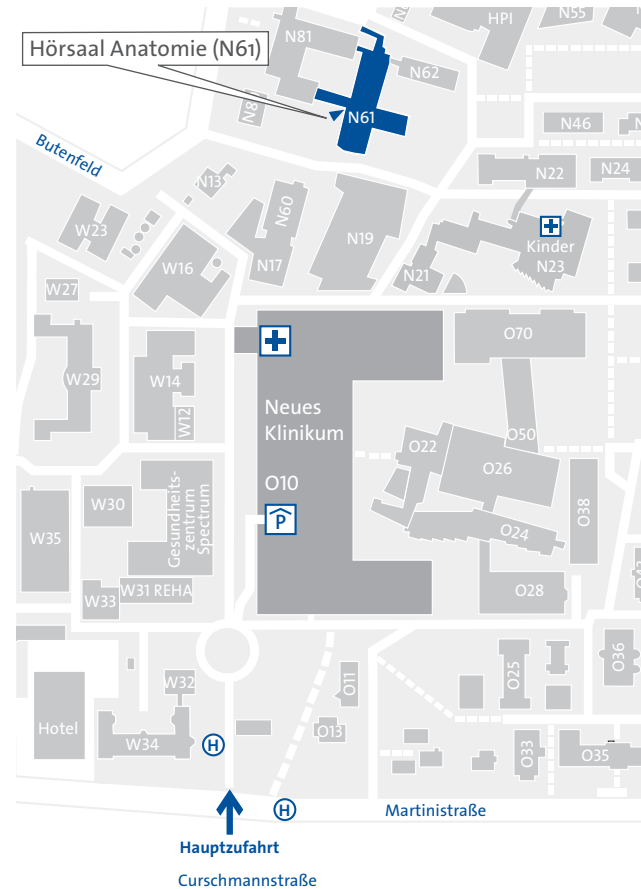 HPI
N55
N81
Hörsaal Anatomie (N61)
N62
N8
N61
N46
Butenfeld
N22
N24
N13
N60
W23
N19
Kinder
N23
W16
N17
N21
W27
O70
W29
W14
Neues
Klinikum
W12
O22
O50
O26
O10
W30
Gesundheits-
zentrum
Spectrum
P
O38
W35
O24
W31 REHA
W33
O28
O36
W32
O11
O25
Hotel
W34
H
O13
O33
O35
H
Martinistraße
Hauptzufahrt
Curschmannstraße